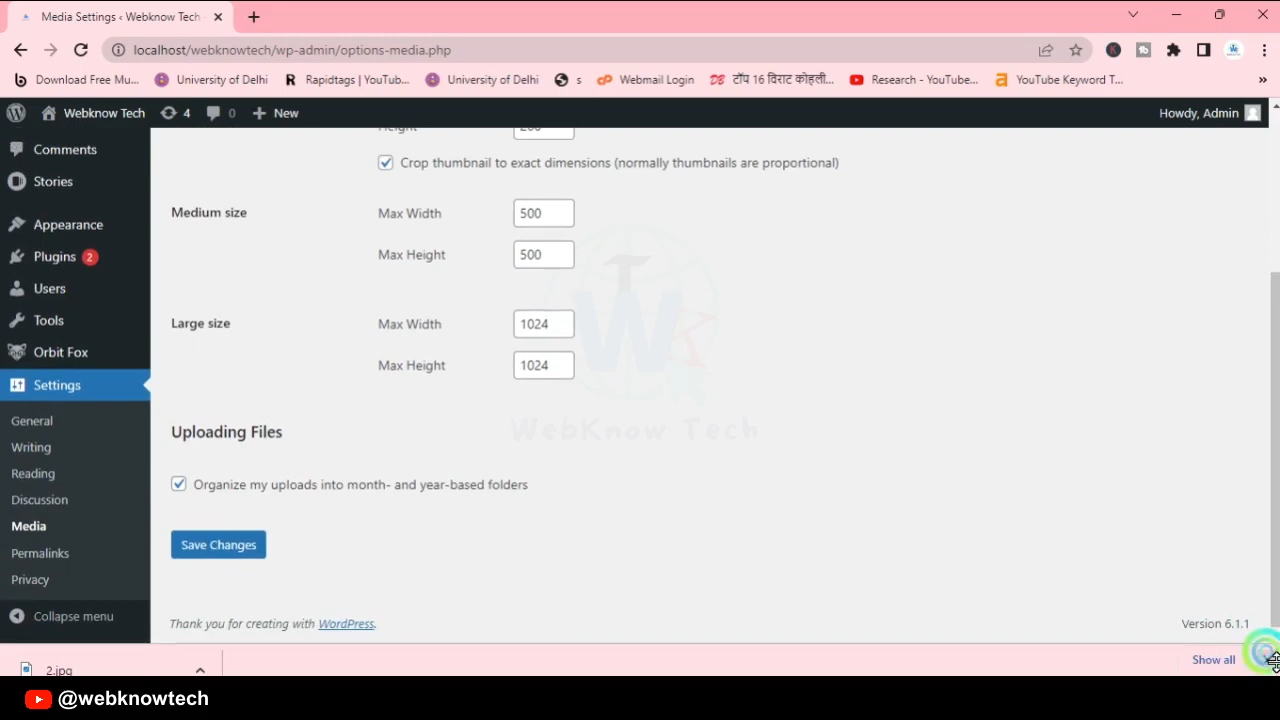 Media Settings ‹ Webknow Tech
localhost/webknowtech/wp-admin/options-media.php
Download Free Mu...
University of Delhi
Rapidtags | YouTub...
University of Delhi
s
Webmail Login
टॉप 16 विराट कोहली...
Research - YouTube...
YouTube Keyword T...
»
Webknow Tech
4
0
New
Howdy, Admin
Height
200
Comments
Crop thumbnail to exact dimensions (normally thumbnails are proportional)
Stories
Medium size
Max Width
500
Appearance
Plugins 2
Max Height
500
Users
Tools
Large size
Max Width
1024
Orbit Fox
Max Height
1024
Settings
General
WebKnow Tech
Uploading Files
Writing
Reading
Organize my uploads into month- and year-based folders
Discussion
Media
Save Changes
Permalinks
Privacy
Collapse menu
Thank you for creating with WordPress.
Version 6.1.1
2.jpg
Show all
@webknowtech